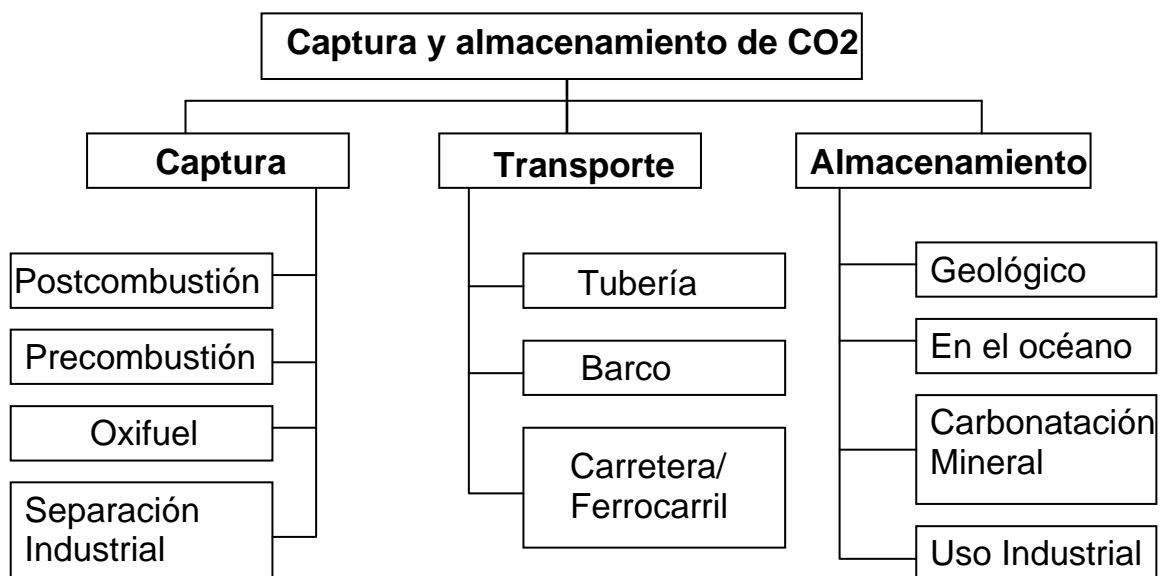 Captura y almacenamiento de CO2
Captura
Postcombustión
Precombustión
Oxifuel
Separación
Industrial
Transporte
Tubería
Barco
Carretera/
Ferrocarril
Almacenamiento
Geológico
En el océano
Carbonatación
Mineral
Uso Industrial